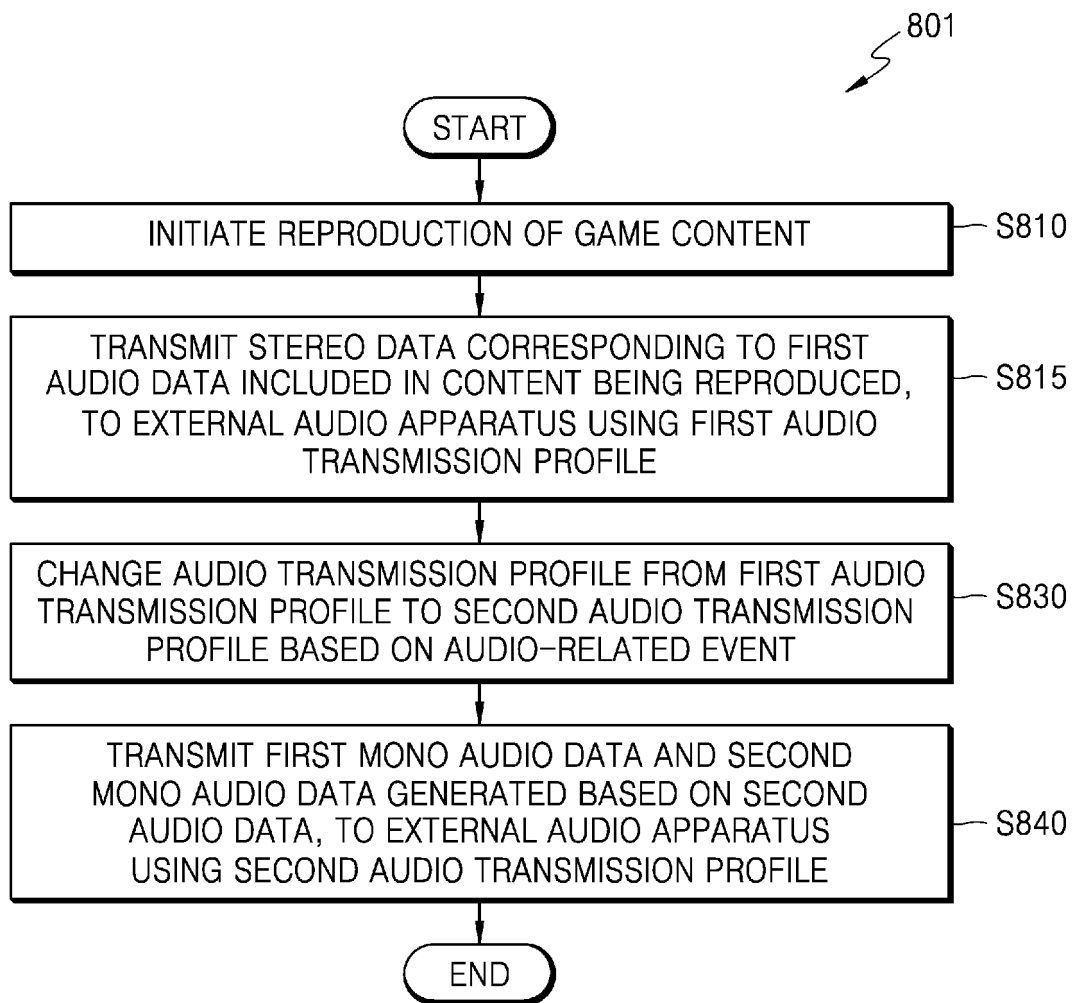 801
START
INITIATE REPRODUCTION OF GAME CONTENT
S810
TRANSMIT STEREO DATA CORRESPONDING TO FIRST
AUDIO DATA INCLUDED IN CONTENT BEING REPRODUCED,
TO EXTERNAL AUDIO APPARATUS USING FIRST AUDIO
TRANSMISSION PROFILE
S815
CHANGE AUDIO TRANSMISSION PROFILE FROM FIRST AUDIO
TRANSMISSION PROFILE TO SECOND AUDIO TRANSMISSION
PROFILE BASED ON AUDIO-RELATED EVENT
S830
TRANSMIT FIRST MONO AUDIO DATA AND SECOND
MONO AUDIO DATA GENERATED BASED ON SECOND
AUDIO DATA, TO EXTERNAL AUDIO APPARATUS
USING SECOND AUDIO TRANSMISSION PROFILE
S840
END